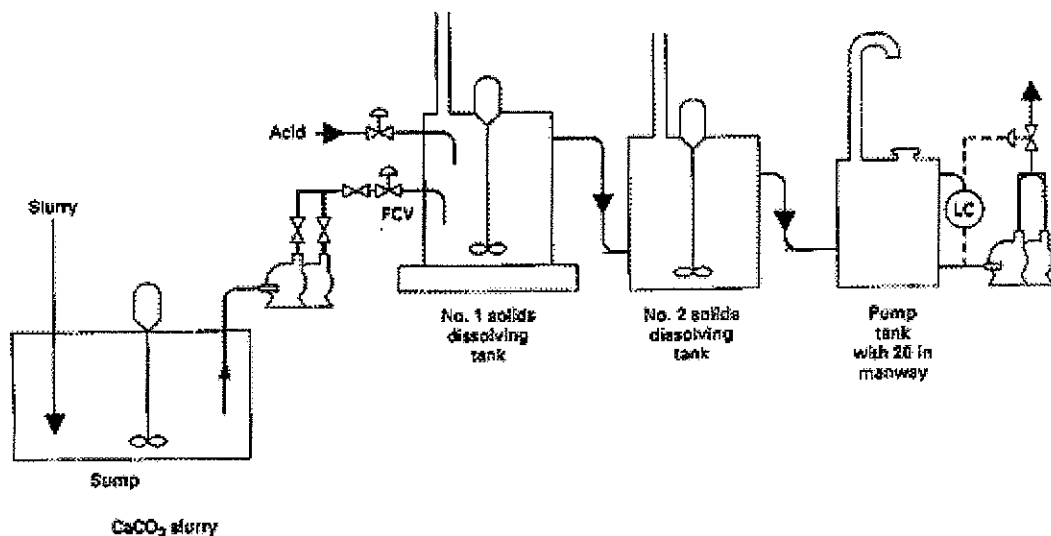 Acid
FCV
Slurry
LC
No. 1 solids
dissolving
tank
No. 2 solids
dissolving
tank
Pump
tank
with 20 in
manway
Sump
CaCO₃ slurry